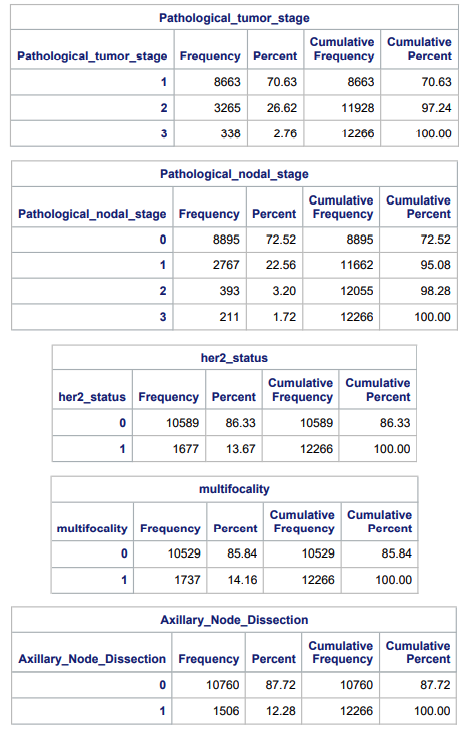 Pathological_tumor_stage
Pathological_tumor_stage Frequency Percent Cumulative Frequency Cumulative Percent
1 8663 70.63 8663 70.63
2 3265 26.62 11928 97.24
3 338 2.76 12266 100.00
Pathological_nodal_stage
Pathological_nodal_stage Frequency Percent Cumulative Frequency Cumulative Percent
0 8895 72.52 8895 72.52
1 2767 22.56 11662 95.08
2 393 3.20 12055 98.28
3 211 1.72 12266 100.00
her2_status
her2_status Frequency Percent Cumulative Frequency Cumulative Percent
0 10589 86.33 10589 86.33
1 1677 13.67 12266 100.00
multifocality
multifocality Frequency Percent Cumulative Frequency Cumulative Percent
0 10529 85.84 10529 85.84
1 1737 14.16 12266 100.00
Axillary_Node_Dissection
Axillary_Node_Dissection Frequency Percent Cumulative Frequency Cumulative Percent
0 10760 87.72 10760 87.72
1 1506 12.28 12266 100.00